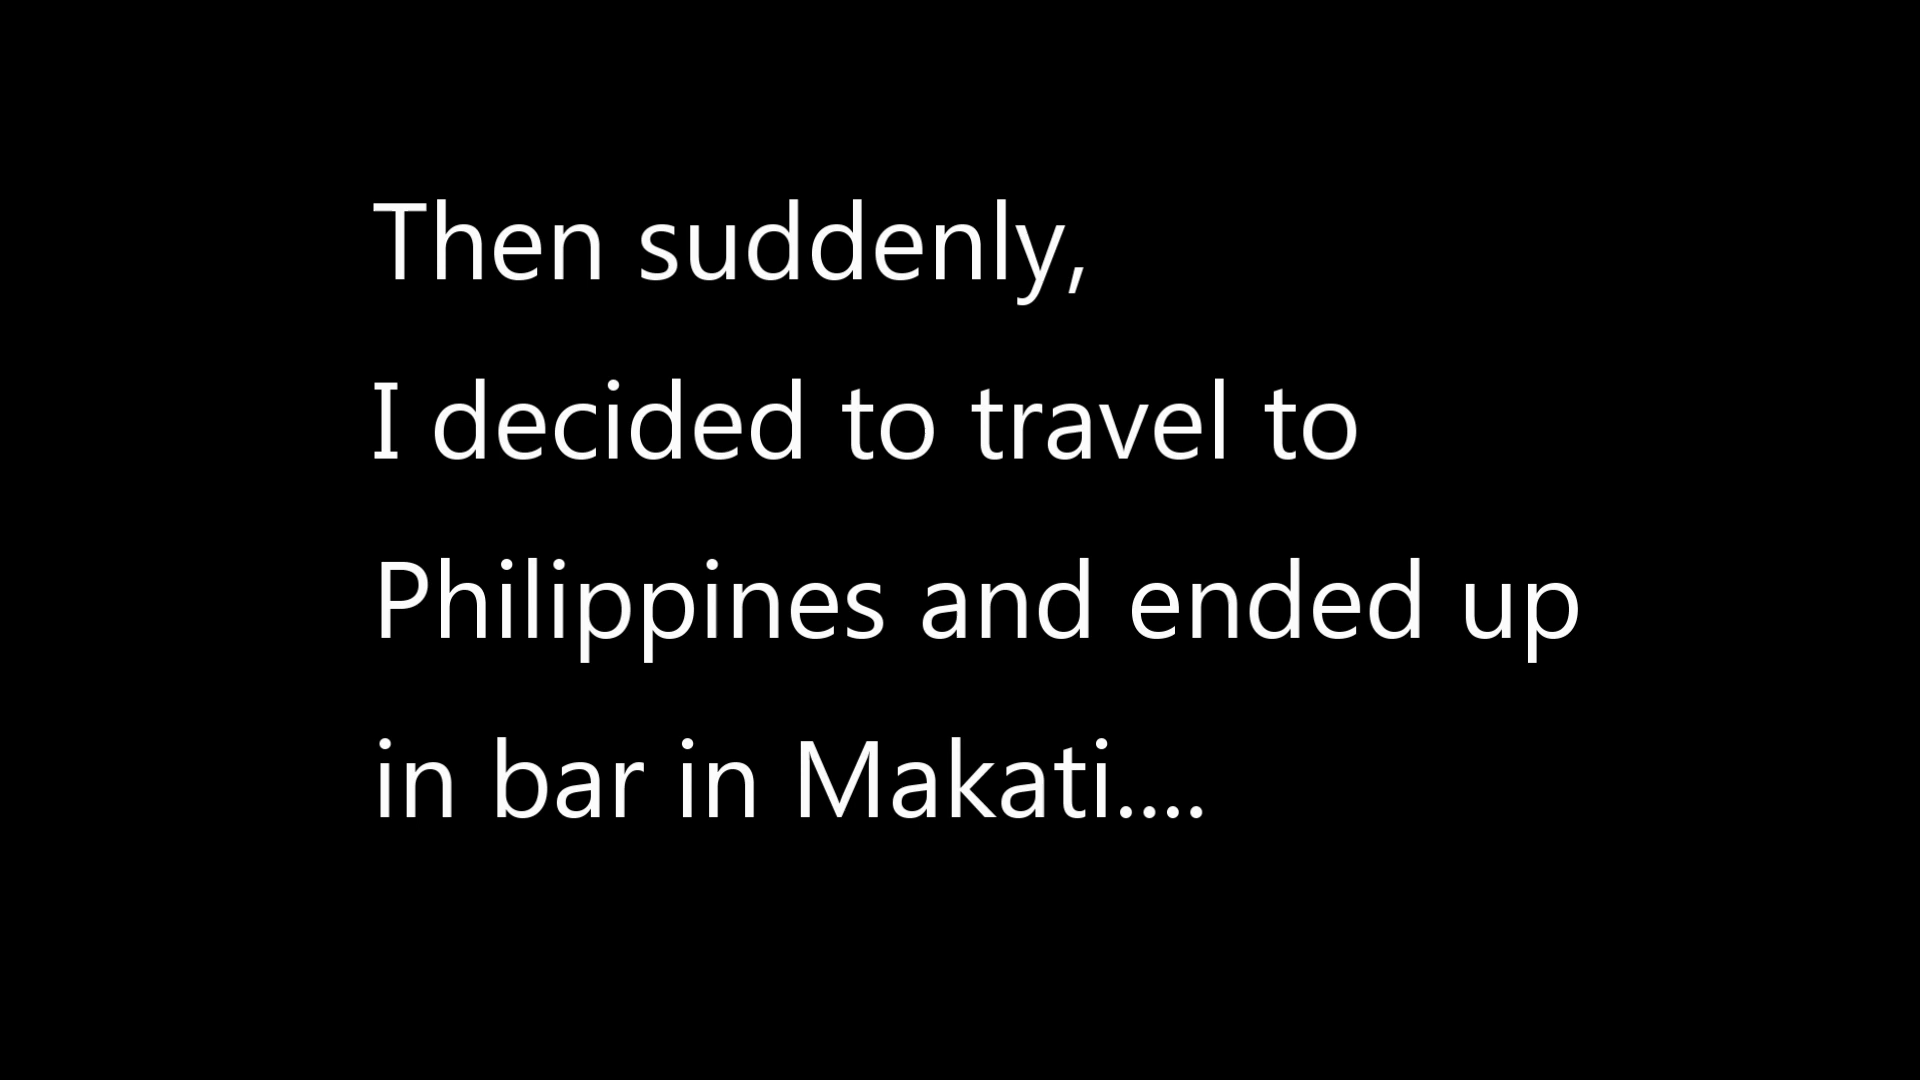 Then suddenly,
I decided to travel to
Philippines and ended up
in bar in Makati....